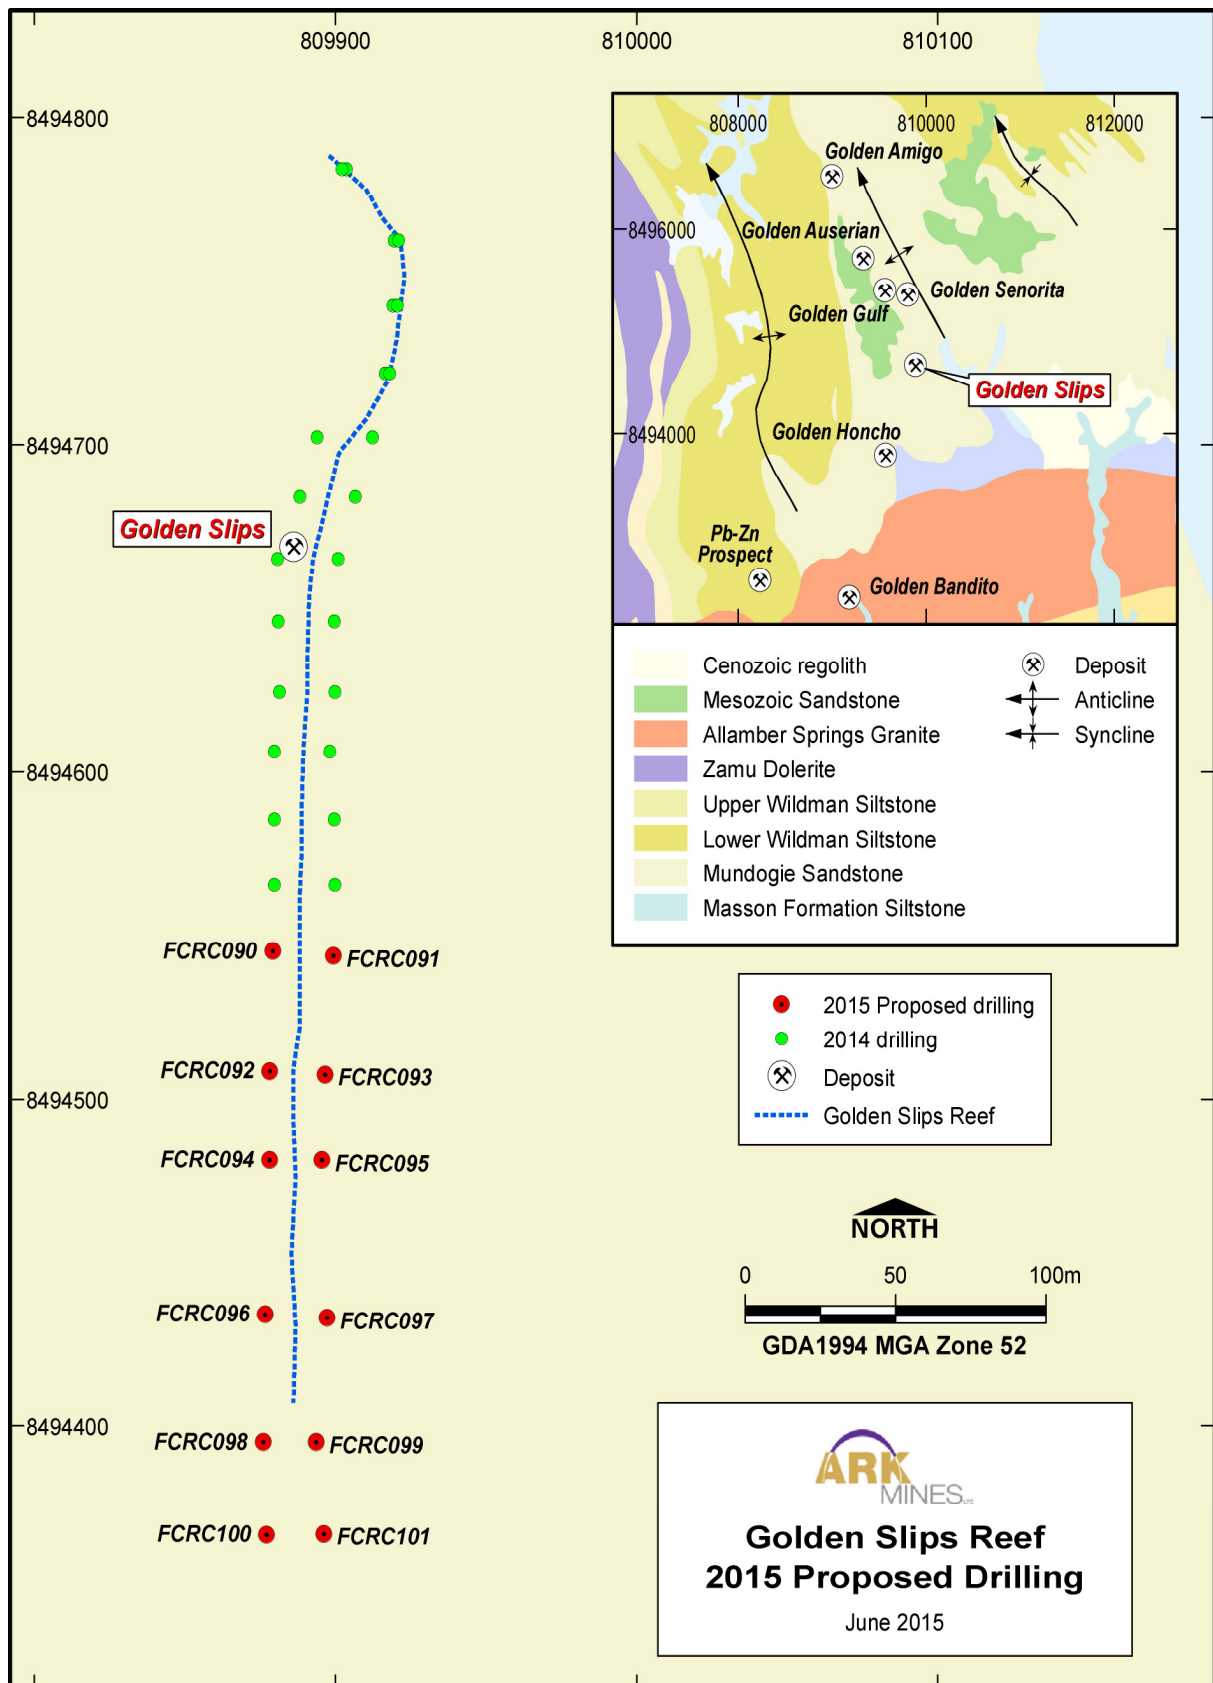 809900
810000
810100
8494800
8494700
8494600
8494500
8494400
808000
810000
812000
8496000
8494000
Golden Amigo
Golden Auserian
Golden Senorita
Golden Gulf
Golden Slips
Golden Honcho
Pb-Zn
Prospect
Golden Bandito
Cenozoic regolith
Mesozoic Sandstone
Allamber Springs Granite
Zamu Dolerite
Upper Wildman Siltstone
Lower Wildman Siltstone
Mundogie Sandstone
Masson Formation Siltstone
Deposit
Anticline
Syncline
Golden Slips
FCRC090
FCRC091
FCRC092
FCRC093
FCRC094
FCRC095
FCRC096
FCRC097
FCRC098
FCRC099
FCRC100
FCRC101
2015 Proposed drilling
2014 drilling
Deposit
Golden Slips Reef
NORTH
0 50 100m
GDA1994 MGA Zone 52
ARK
MINES LTD
Golden Slips Reef
2015 Proposed Drilling
June 2015